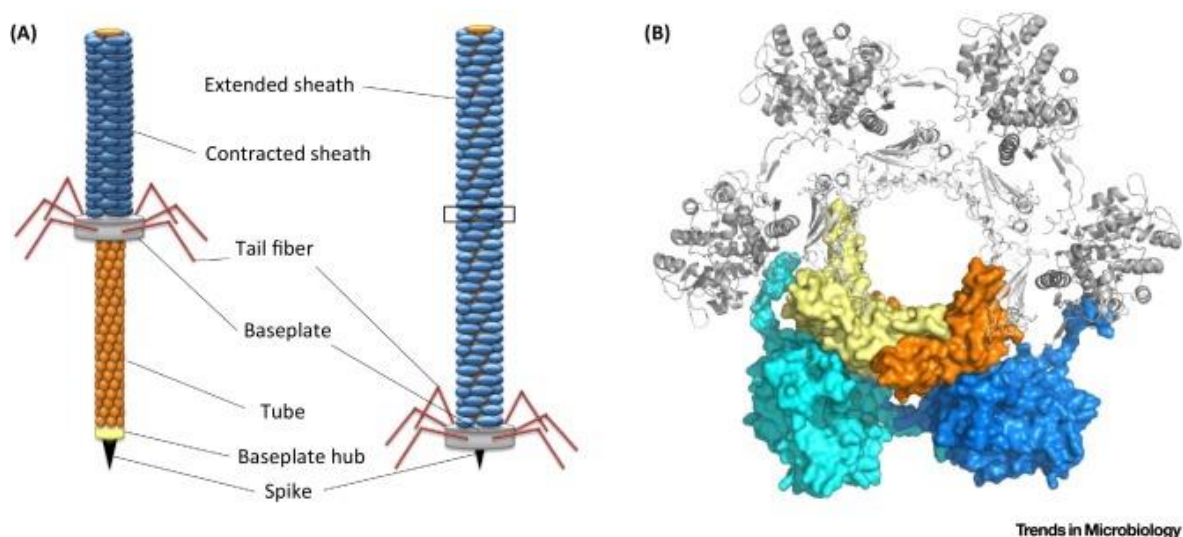 (A)
Extended sheath
Contracted sheath
Tail fiber
Baseplate
Tube
Baseplate hub
Spike
(B)
Trends in Microbiology